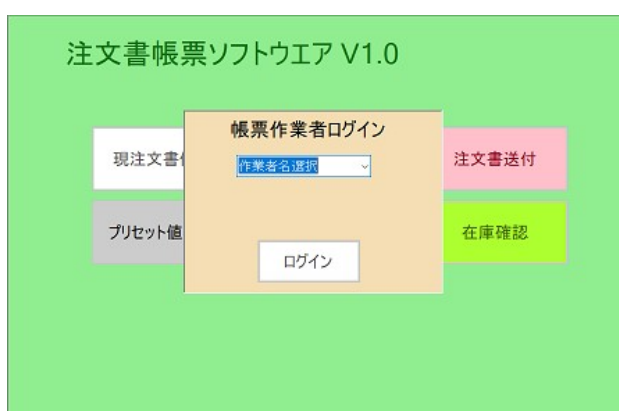 注文書帳票ソフトウエア V1.0
帳票作業者ログイン
現注文書
作業者名選択
注文書送付
プリセット値
在庫確認
ログイン